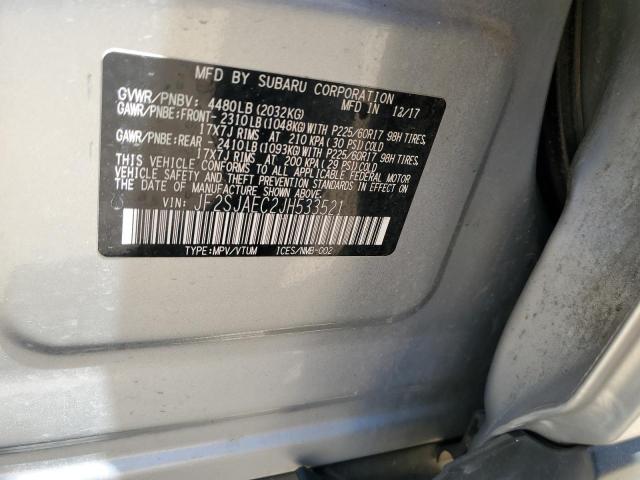 MFD BY SUBARU CORPORATION
GVWR/PNBV: 4480LB(2032KG) MFD IN 12/17
GAWR/PNBE:FRONT- 2310LB(1048KG)WITH P225/60R17 98H TIRES,
17X7J RIMS AT 210 KPA(30 PSI)COLD
GAWR/PNBE:REAR - 2410LB(1093KG)WITH P225/60R17 98H TIRES,
17X7J RIMS AT 200 KPA(29 PSI)COLD
THIS VEHICLE CONFORMS TO ALL APPLICABLE FEDERAL MOTOR
VEHICLE SAFETY, BUMPER, AND THEFT PREVENTION
STANDARDS IN EFFECT ON THE DATE OF
MANUFACTURE SHOWN ABOVE.
VIN: JF2SJAEC2JH533521
TYPE:MPV/VTUM ICES/NMB-002